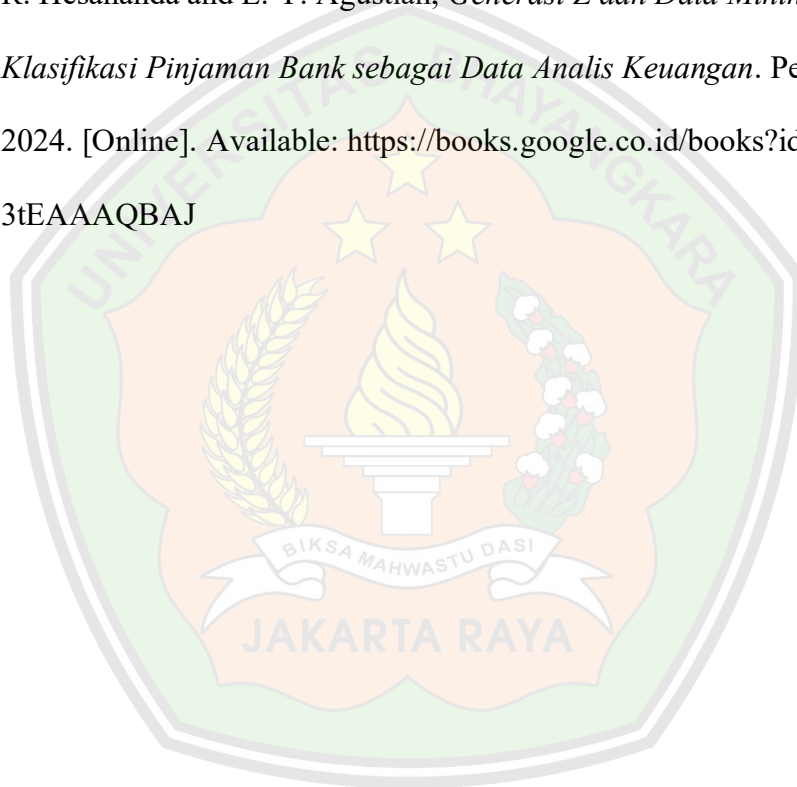 and E. Y. Agustian, Generasi Z dan Data
Klasifikasi Pinjaman Bank sebagai Data Analis Keuangan.
2024. [Online]. Available: https://books.google.co.id/books?id
3tEAAAQBAJ
UNIVERSITAS BHAYANGKARA
BIKSA MAHWASTU DASI
JAKARTA RAYA